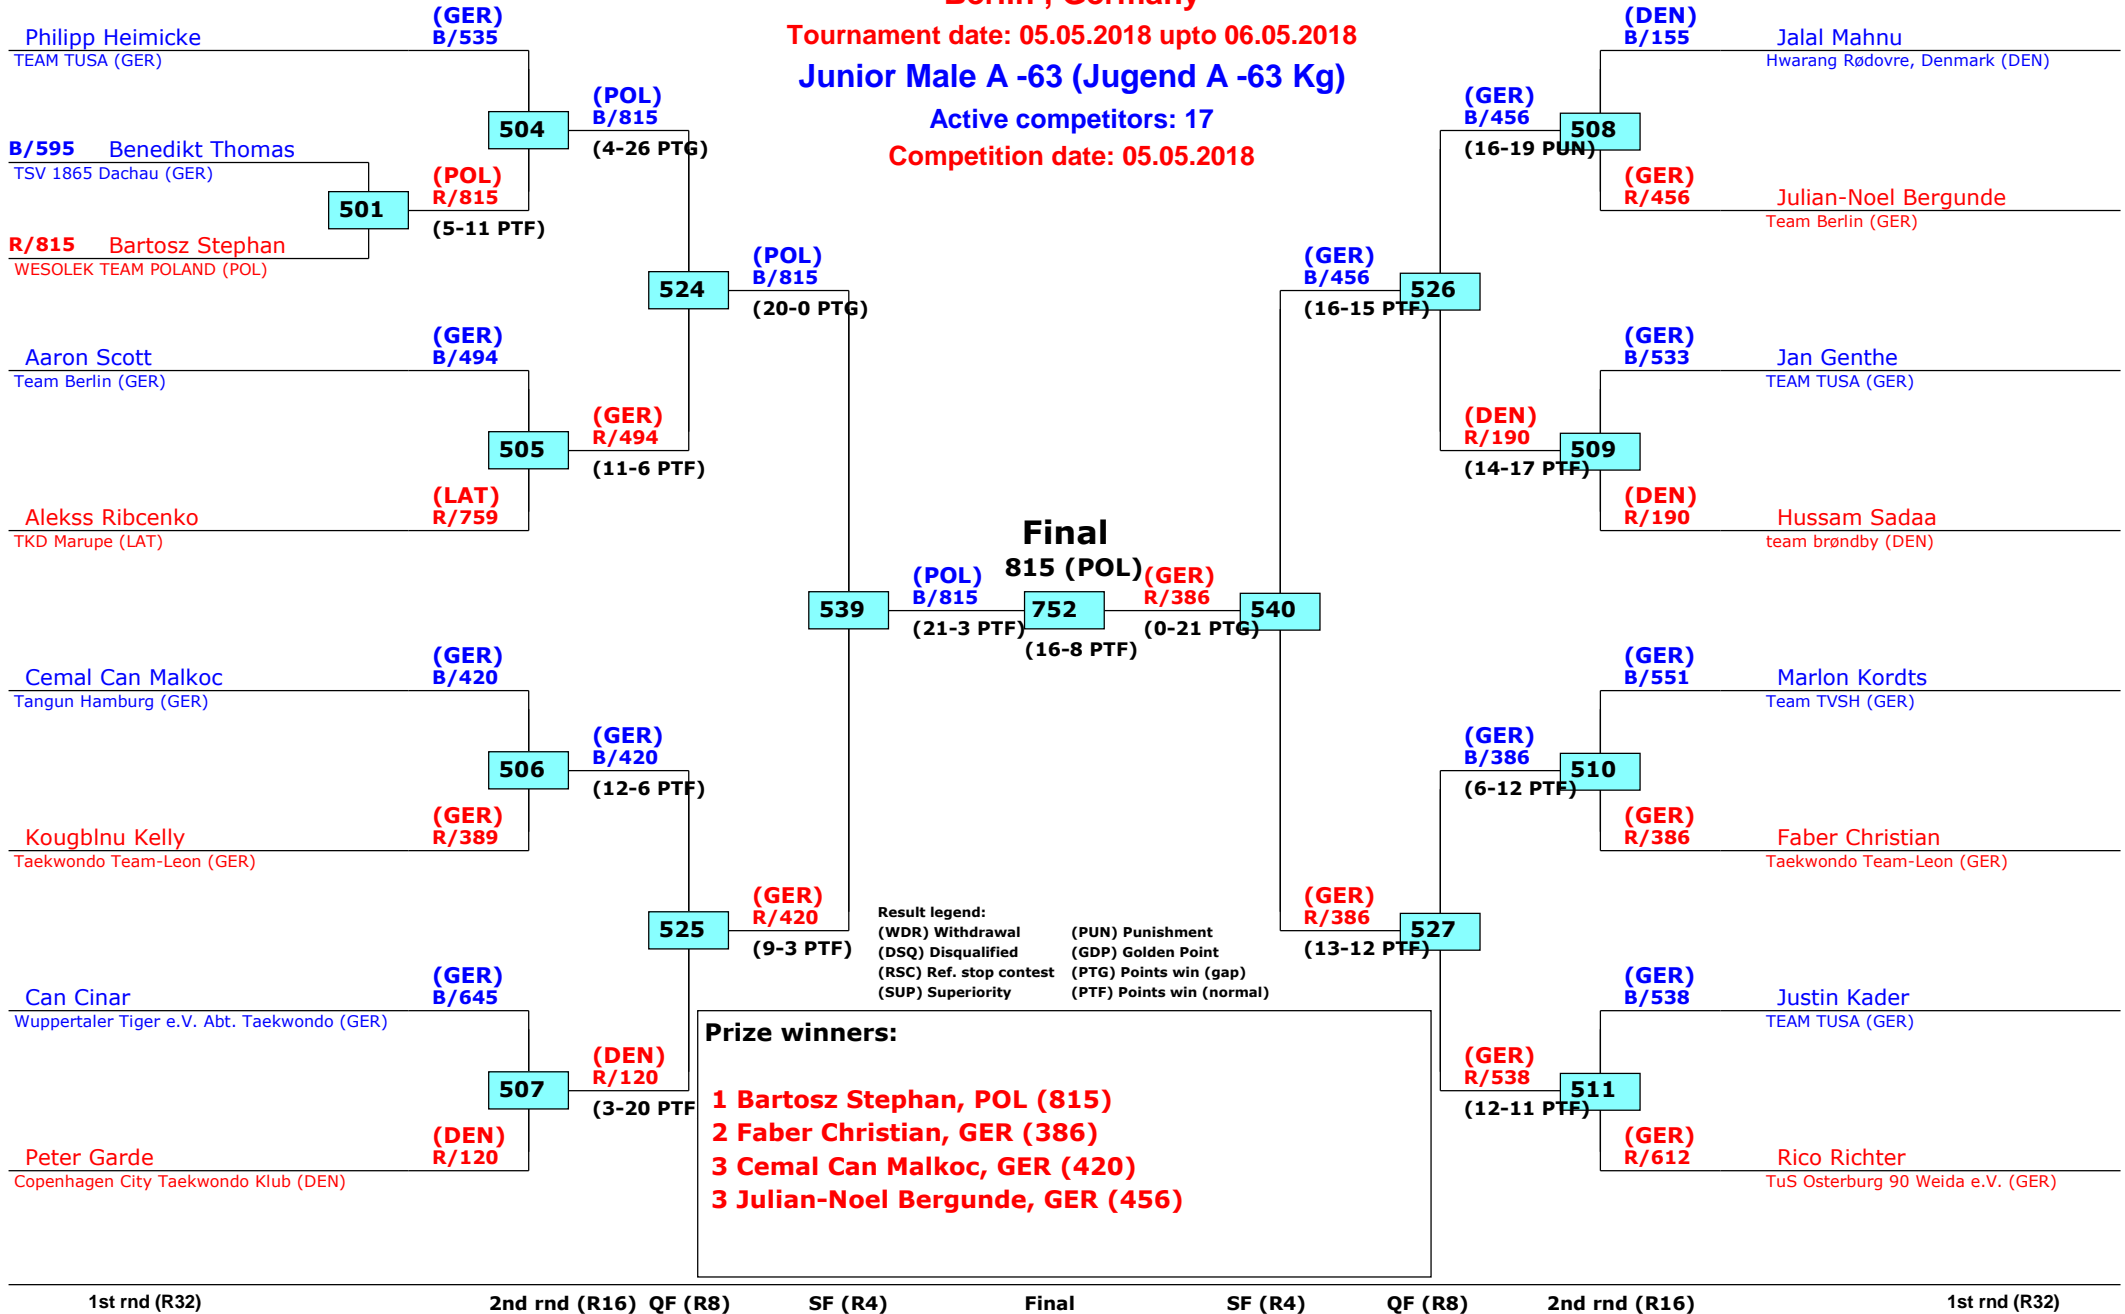 Berlin , Germany
Tournament date: 05.05.2018 upto 06.05.2018
Junior Male A -63 (Jugend A -63 Kg)
Active competitors: 17
Competition date: 05.05.2018
(GER)
Philipp Heimicke B/535
TEAM TUSA (GER)
504
(POL)
B/815
(4-26 PTG)
B/595 Benedikt Thomas
TSV 1865 Dachau (GER)
501
(POL)
R/815
(5-11 PTF)
R/815 Bartosz Stephan
WESOLEK TEAM POLAND (POL)
524
(POL)
B/815
(20-0 PTG)
(GER)
Aaron Scott B/494
Team Berlin (GER)
505
(GER)
R/494
(11-6 PTF)
(LAT)
Alekss Ribcenko R/759
TKD Marupe (LAT)
539
(POL)
B/815
(21-3 PTF)
(GER)
Cemal Can Malkoc B/420
Tangun Hamburg (GER)
506
(GER)
B/420
(12-6 PTF)
(GER)
Kougblnu Kelly R/389
Taekwondo Team-Leon (GER)
525
(GER)
R/420
(9-3 PTF)
(GER)
Can Cinar B/645
Wuppertaler Tiger e.V. Abt. Taekwondo (GER)
507
(DEN)
R/120
(3-20 PTF
(DEN)
Peter Garde R/120
Copenhagen City Taekwondo Klub (DEN)
Final
815 (POL)
752
(16-8 PTF)
(GER)
R/386
(0-21 PTG)
540
(DEN)
B/155 Jalal Mahnu
Hwarang Rødovre, Denmark (DEN)
(GER)
B/456
508
(16-19 PUN)
(GER)
R/456 Julian-Noel Bergunde
Team Berlin (GER)
(GER)
B/456
526
(16-15 PTF)
(GER)
B/533 Jan Genthe
TEAM TUSA (GER)
(DEN)
R/190
509
(14-17 PTF)
(DEN)
R/190 Hussam Sadaa
team brøndby (DEN)
(GER)
B/551 Marlon Kordts
Team TVSH (GER)
(GER)
B/386
510
(6-12 PTF)
(GER)
R/386 Faber Christian
Taekwondo Team-Leon (GER)
(GER)
R/386
527
(13-12 PTF)
(GER)
B/538 Justin Kader
TEAM TUSA (GER)
(GER)
R/538
511
(12-11 PTF)
(GER)
R/612 Rico Richter
TuS Osterburg 90 Weida e.V. (GER)
Result legend:
(WDR) Withdrawal (PUN) Punishment
(DSQ) Disqualified (GDP) Golden Point
(RSC) Ref. stop contest (PTG) Points win (gap)
(SUP) Superiority (PTF) Points win (normal)
Prize winners:
1 Bartosz Stephan, POL (815)
2 Faber Christian, GER (386)
3 Cemal Can Malkoc, GER (420)
3 Julian-Noel Bergunde, GER (456)
1st rnd (R32) 2nd rnd (R16) QF (R8) SF (R4) Final SF (R4) QF (R8) 2nd rnd (R16) 1st rnd (R32)